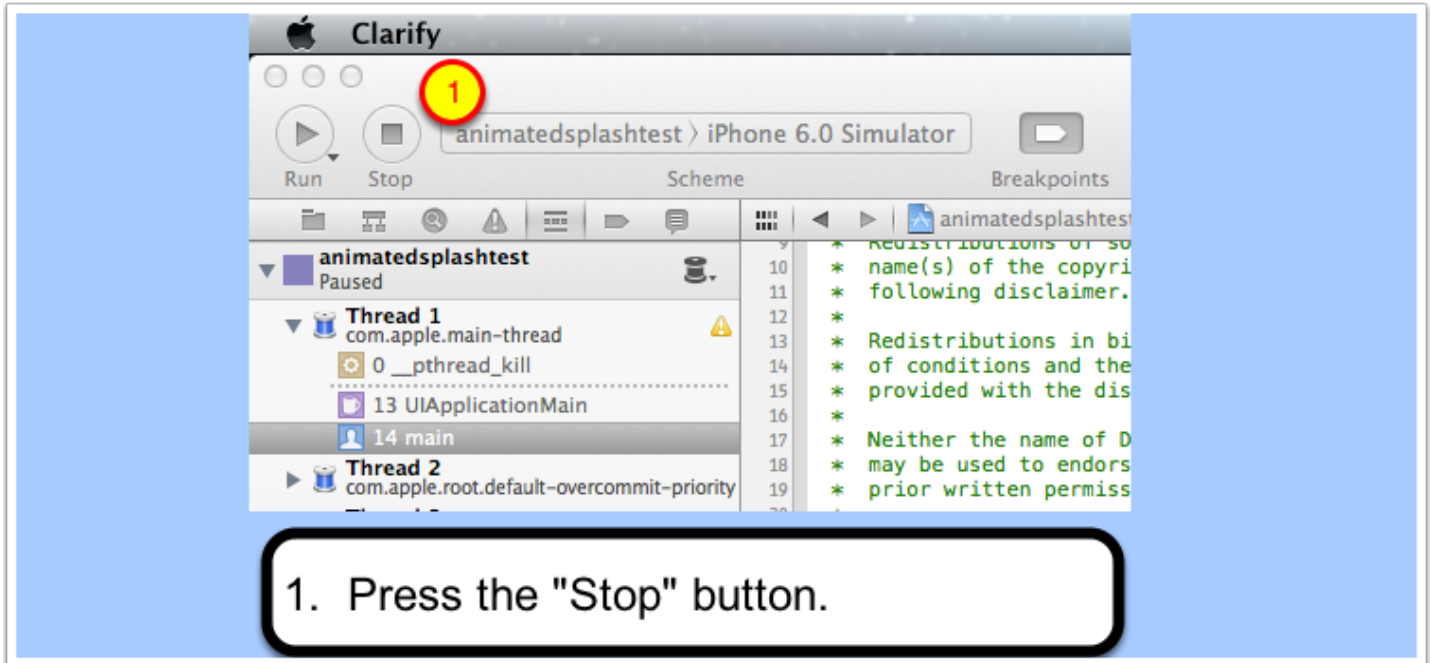 Clarify
1
animatedsplashtest 〉 iPhone 6.0 Simulator
Run Stop Scheme Breakpoints
animatedsplashtest
animatedsplashtest
Paused
Thread 1
com.apple.main-thread
0 __pthread_kill
13 UIApplicationMain
14 main
Thread 2
com.apple.root.default-overcommit-priority
9 * Redistributions of so
10 * name(s) of the copyri
11 * following disclaimer.
12 *
13 * Redistributions in bi
14 * of conditions and the
15 * provided with the dis
16 *
17 * Neither the name of D
18 * may be used to endors
19 * prior written permiss
1. Press the "Stop" button.